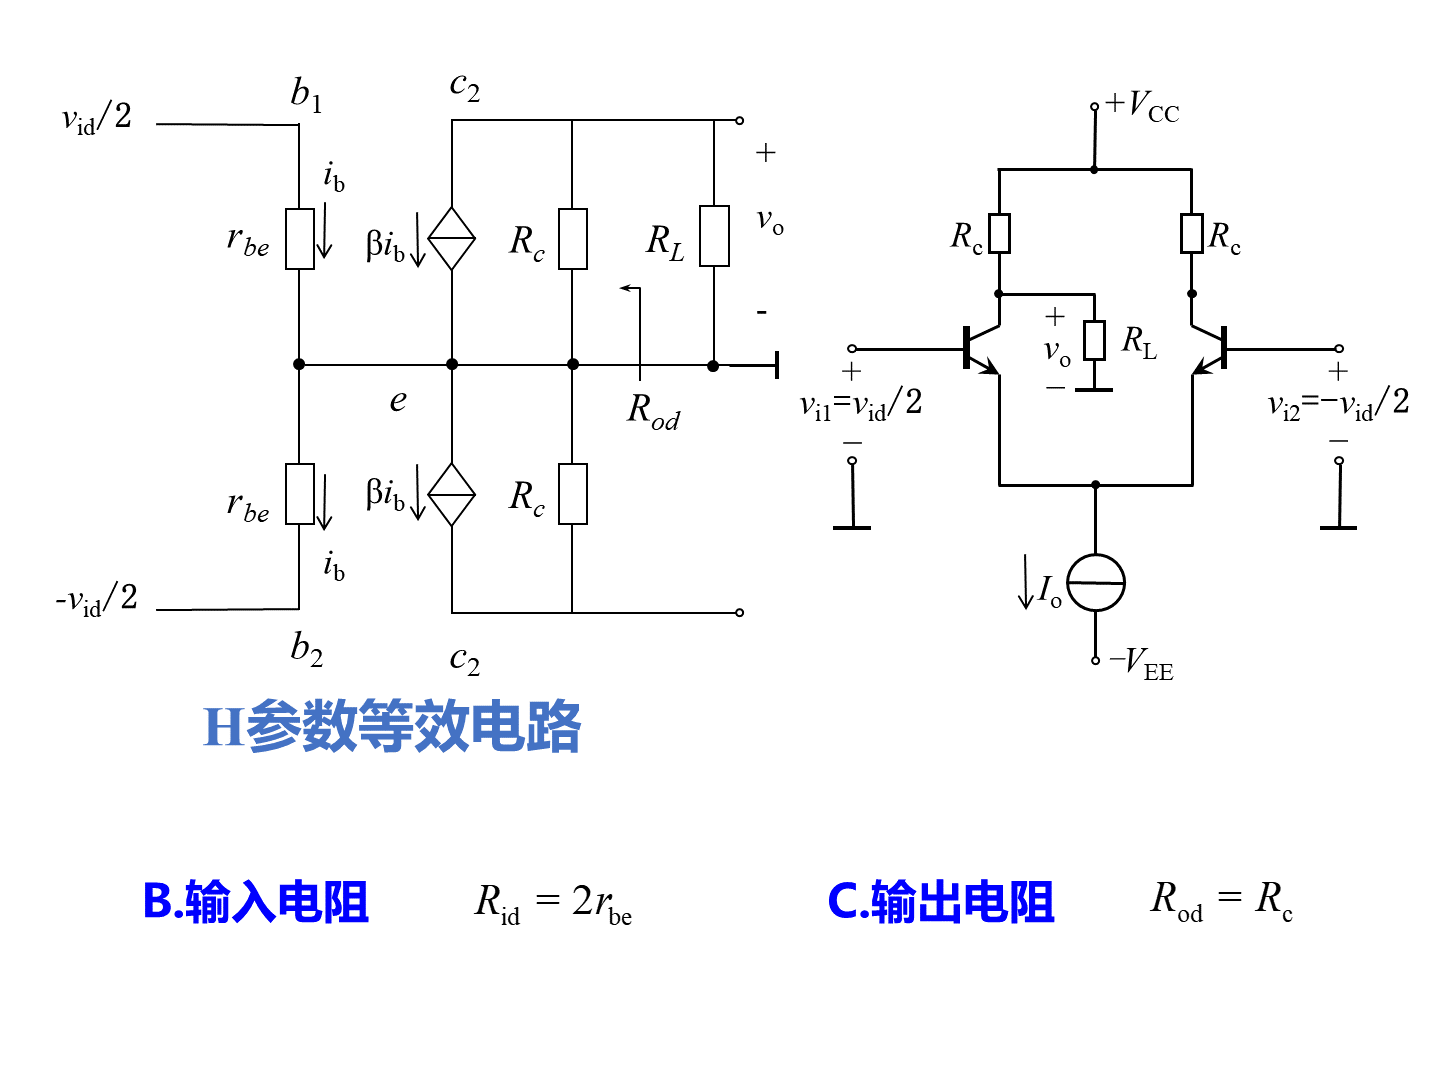 b1
c2
vid/2
ib
rbe
βib
Rc
RL
+
vo
-
e
Rod
rbe
βib
Rc
ib
-vid/2
b2
c2
H参数等效电路
+VCC
Rc
Rc
+
vo
−
RL
+
vi1=vid/2
−
+
vi2=−vid/2
−
Io
−VEE
B.输入电阻
Rid = 2rbe
C.输出电阻
Rod = Rc